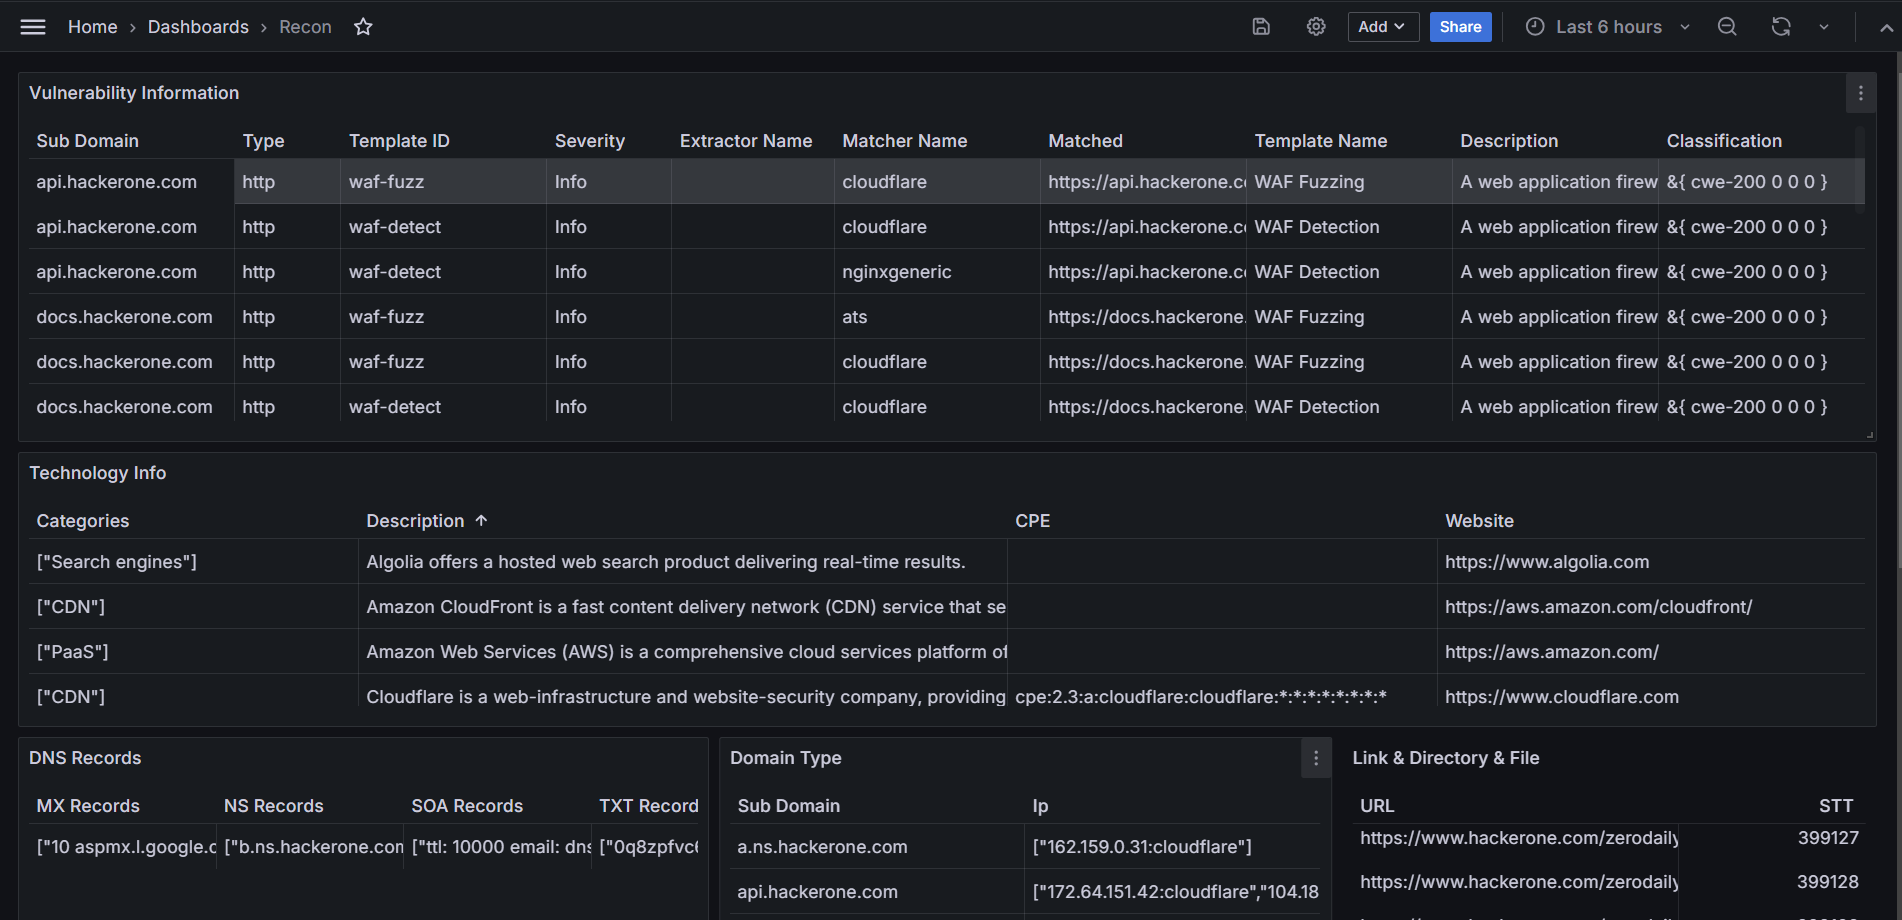 Home › Dashboards › Recon
Add
Share
Last 6 hours
Vulnerability Information
Sub Domain Type Template ID Severity Extractor Name Matcher Name Matched Template Name Description Classification
api.hackerone.com http waf-fuzz Info cloudflare https://api.hackerone.co WAF Fuzzing A web application firew &{ cwe-200 0 0 0 }
api.hackerone.com http waf-detect Info cloudflare https://api.hackerone.co WAF Detection A web application firew &{ cwe-200 0 0 0 }
api.hackerone.com http waf-detect Info nginxgeneric https://api.hackerone.co WAF Detection A web application firew &{ cwe-200 0 0 0 }
docs.hackerone.com http waf-fuzz Info ats https://docs.hackerone. WAF Fuzzing A web application firew &{ cwe-200 0 0 0 }
docs.hackerone.com http waf-fuzz Info cloudflare https://docs.hackerone. WAF Fuzzing A web application firew &{ cwe-200 0 0 0 }
docs.hackerone.com http waf-detect Info cloudflare https://docs.hackerone. WAF Detection A web application firew &{ cwe-200 0 0 0 }
Technology Info
Categories Description ↑ CPE Website
["Search engines"] Algolia offers a hosted web search product delivering real-time results. https://www.algolia.com
["CDN"] Amazon CloudFront is a fast content delivery network (CDN) service that se https://aws.amazon.com/cloudfront/
["PaaS"] Amazon Web Services (AWS) is a comprehensive cloud services platform of https://aws.amazon.com/
["CDN"] Cloudflare is a web-infrastructure and website-security company, providing cpe:2.3:a:cloudflare:cloudflare:*:*:*:*:*:*:*:* https://www.cloudflare.com
DNS Records
MX Records NS Records SOA Records TXT Record
["10 aspmx.l.google.c ["b.ns.hackerone.com ["ttl: 10000 email: dns ["0q8zpfvc6
Domain Type
Sub Domain Ip
a.ns.hackerone.com ["162.159.0.31:cloudflare"]
api.hackerone.com ["172.64.151.42:cloudflare","104.18
Link & Directory & File
URL STT
https://www.hackerone.com/zerodaily 399127
https://www.hackerone.com/zerodaily 399128